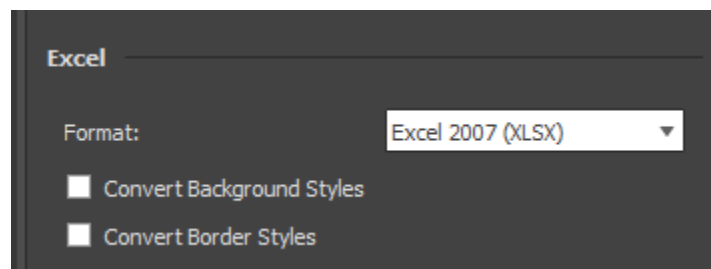 Excel
Format: Excel 2007 (XLSX)
Convert Background Styles
Convert Border Styles